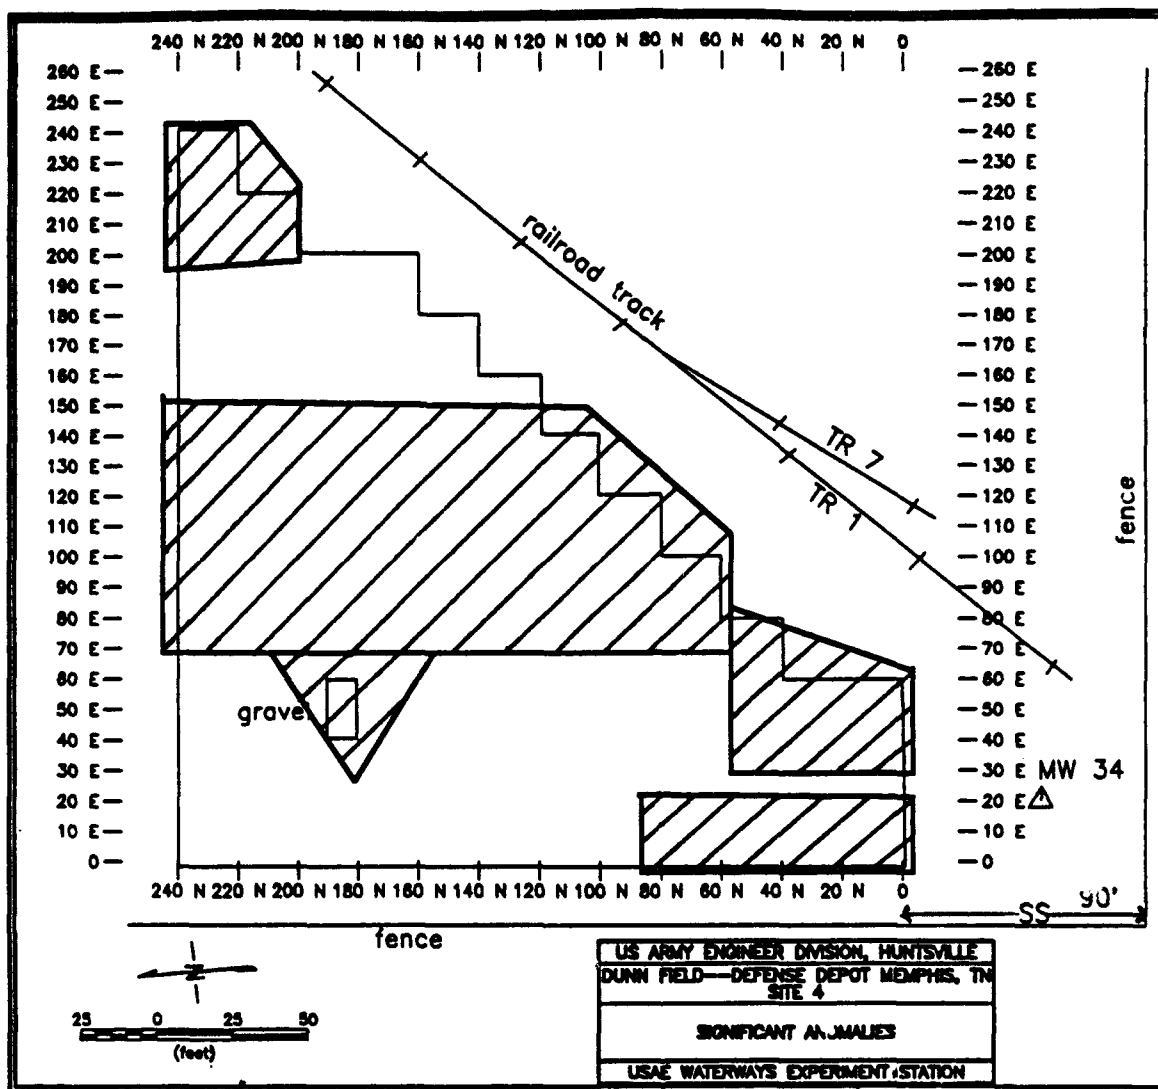 240 N 220 N 200 N 180 N 160 N 140 N 120 N 100 N 80 N 60 N 40 N 20 N 0
260 E 260 E
250 E 250 E
240 E 240 E
230 E 230 E
220 E 220 E
210 E 210 E
200 E 200 E
190 E 190 E
180 E 180 E
170 E 170 E
160 E 160 E
150 E 150 E
140 E 140 E
130 E 130 E
120 E 120 E
110 E 110 E
100 E 100 E
90 E 90 E
80 E 80 E
70 E 70 E
60 E 60 E
50 E 50 E
40 E 40 E
30 E 30 E MW 34
20 E 20 E
10 E 10 E
0 0
railroad track
TR 7
TR 1
fence
gravel
240 N 220 N 200 N 180 N 160 N 140 N 120 N 100 N 80 N 60 N 40 N 20 N 0
SS 90'
fence
N
25 0 25 50
(feet)
US ARMY ENGINEER DIVISION, HUNTSVILLE
DUNN FIELD—DEFENSE DEPOT MEMPHIS, TN
SITE 4
SIGNIFICANT ANOMALIES
USAE WATERWAYS EXPERIMENT STATION